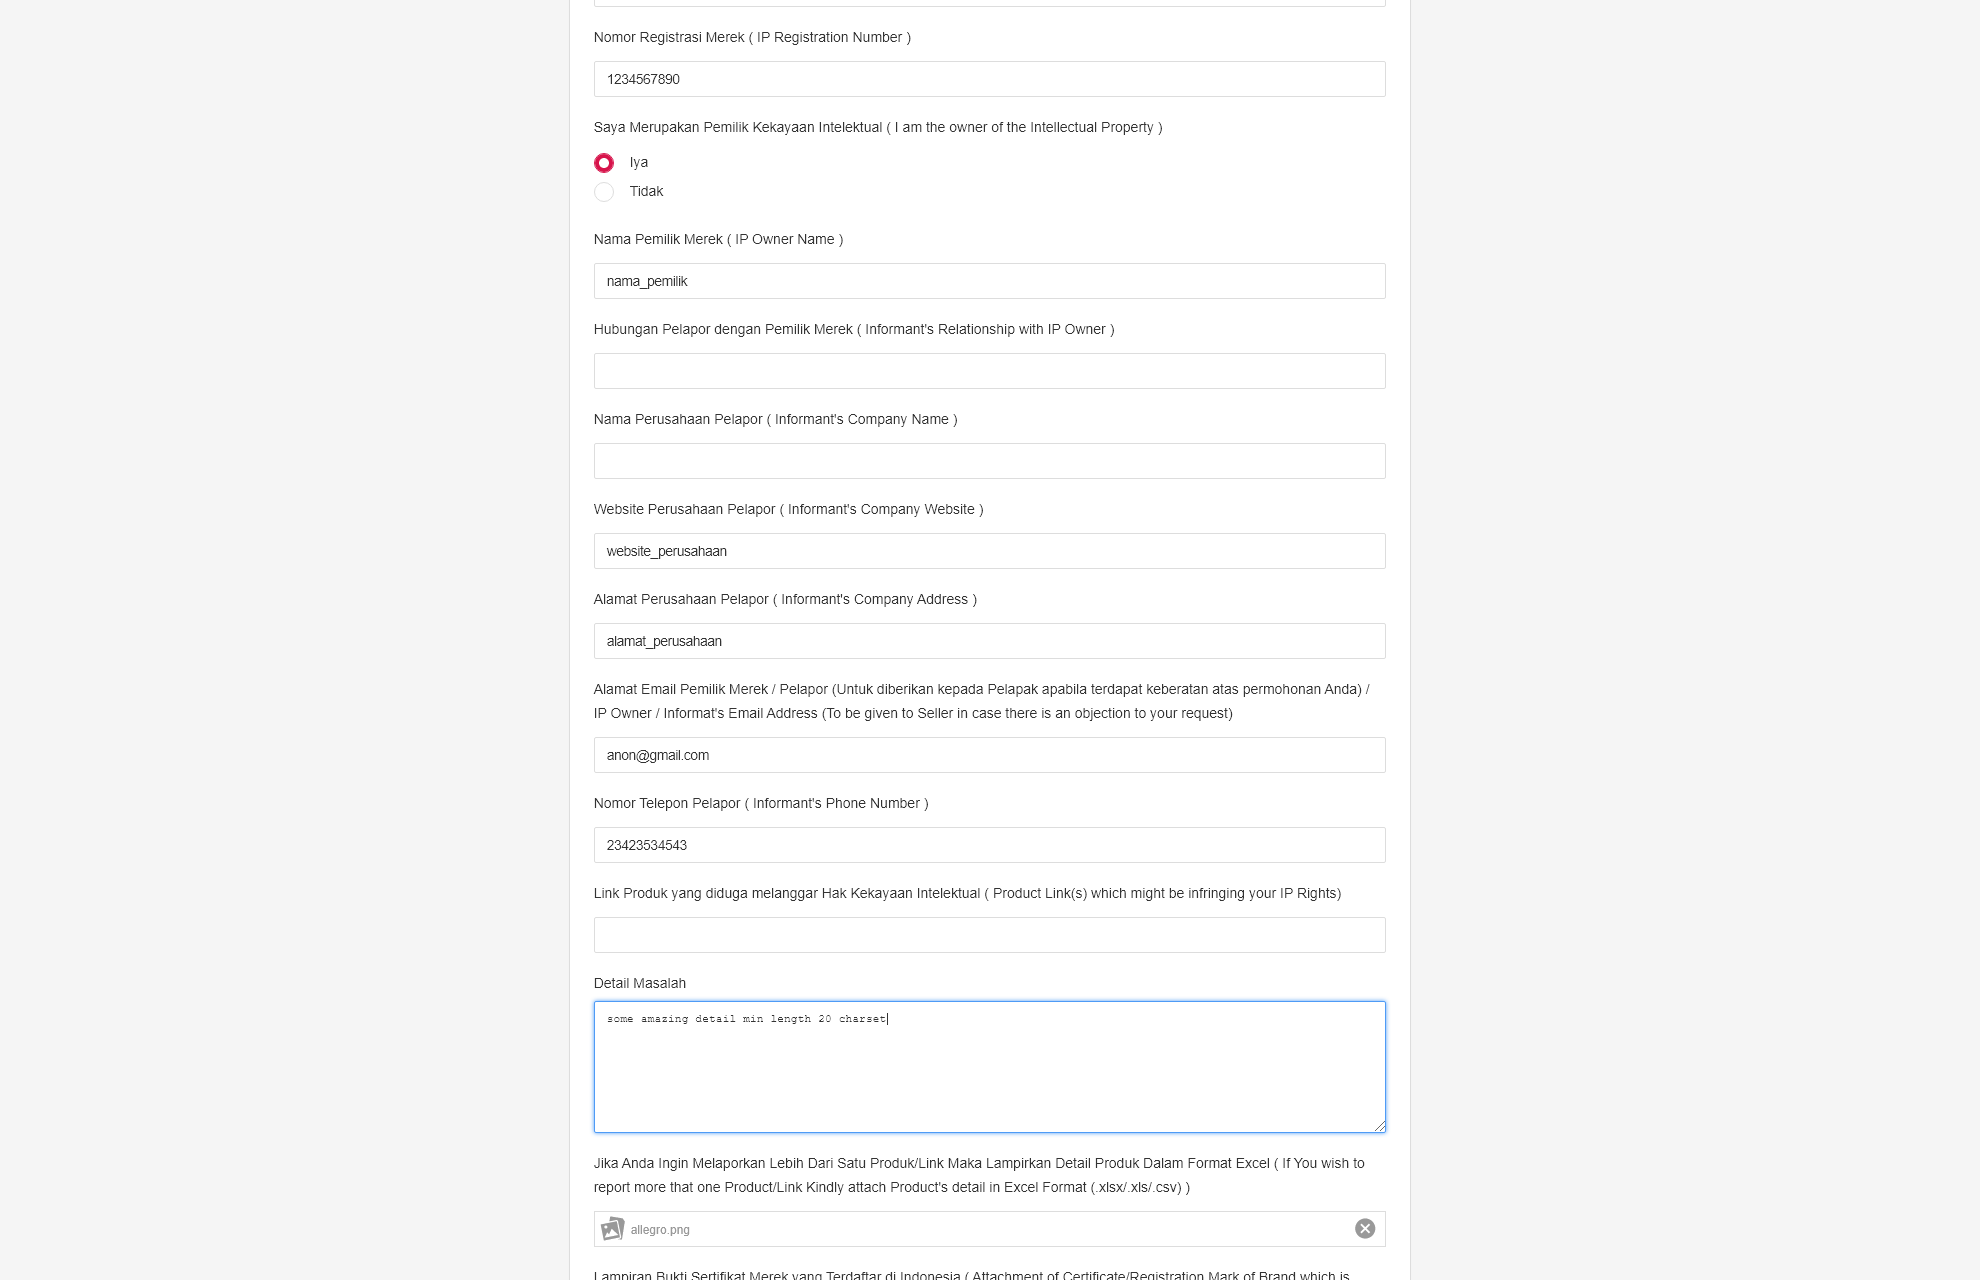 Nomor Registrasi Merek ( IP Registration Number )
1234567890
Saya Merupakan Pemilik Kekayaan Intelektual ( I am the owner of the Intellectual Property )
Iya
Tidak
Nama Pemilik Merek ( IP Owner Name )
nama_pemilik
Hubungan Pelapor dengan Pemilik Merek ( Informant's Relationship with IP Owner )
Nama Perusahaan Pelapor ( Informant's Company Name )
Website Perusahaan Pelapor ( Informant's Company Website )
website_perusahaan
Alamat Perusahaan Pelapor ( Informant's Company Address )
alamat_perusahaan
Alamat Email Pemilik Merek / Pelapor (Untuk diberikan kepada Pelapak apabila terdapat keberatan atas permohonan Anda) /
IP Owner / Informat's Email Address (To be given to Seller in case there is an objection to your request)
anon@gmail.com
Nomor Telepon Pelapor ( Informant's Phone Number )
23423534543
Link Produk yang diduga melanggar Hak Kekayaan Intelektual ( Product Link(s) which might be infringing your IP Rights)
Detail Masalah
some amazing detail min length 20 charset
Jika Anda Ingin Melaporkan Lebih Dari Satu Produk/Link Maka Lampirkan Detail Produk Dalam Format Excel ( If You wish to
report more that one Product/Link Kindly attach Product's detail in Excel Format (.xlsx/.xls/.csv) )
allegro.png
Lampiran Bukti Sertifikat Merek yang Terdaftar di Indonesia ( Attachment of Certificate/Registration Mark of Brand which is